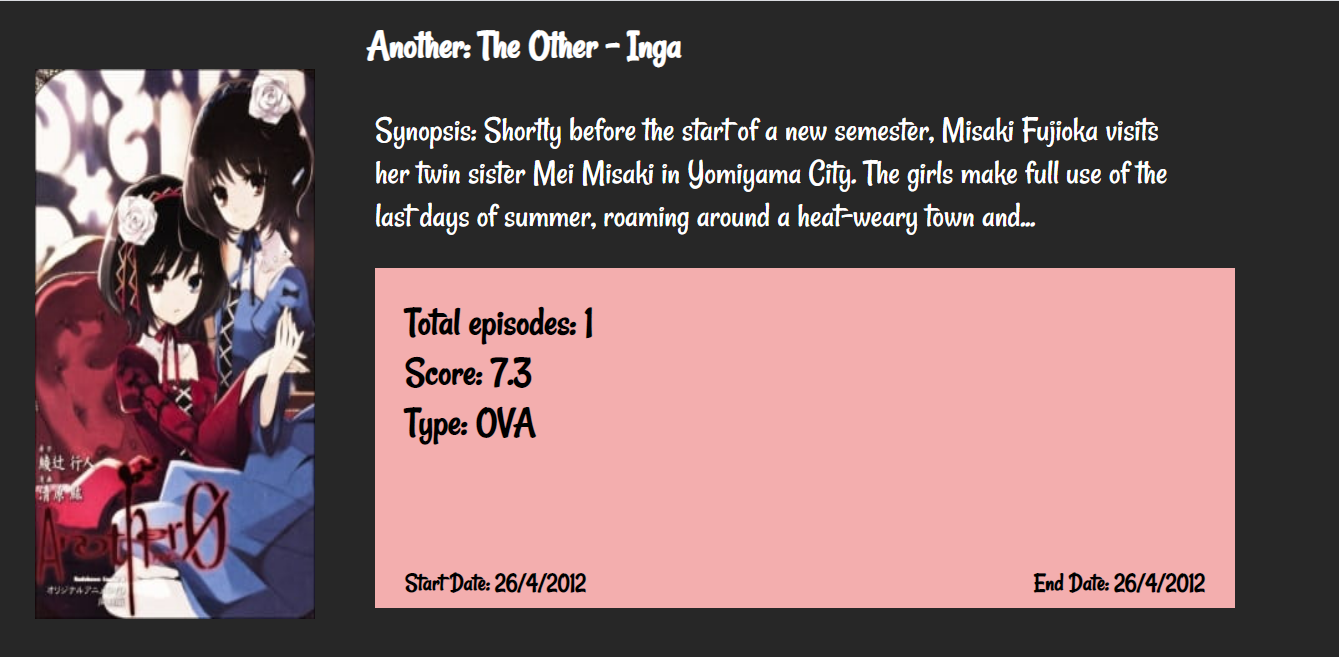 Another: The Other - Inga
Synopsis: Shortly before the start of a new semester, Misaki Fujioka visits
her twin sister Mei Misaki in Yomiyama City. The girls make full use of the
last days of summer, roaming around a heat-weary town and...
Total episodes: 1
Score: 7.3
Type: OVA
Start Date: 26/4/2012
End Date: 26/4/2012
綾辻 行人
清原 紘
Another 0
オリジナルアニメ